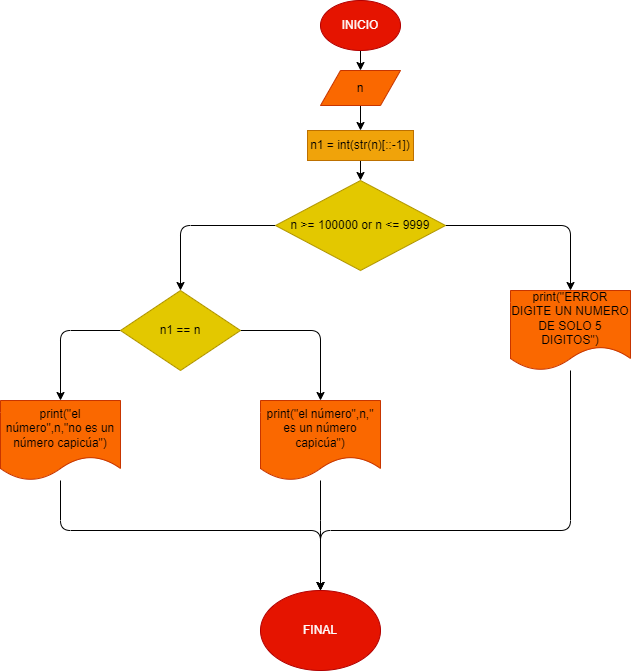 INICIO
n
n1 = int(str(n)[::-1])
n >= 100000 or n <= 9999
print("ERROR
DIGITE UN NUMERO
DE SOLO 5
DIGITOS")
n1 == n
print("el
número",n,"no es un
número capicúa")
print("el número",n,"
es un número
capicúa")
FINAL